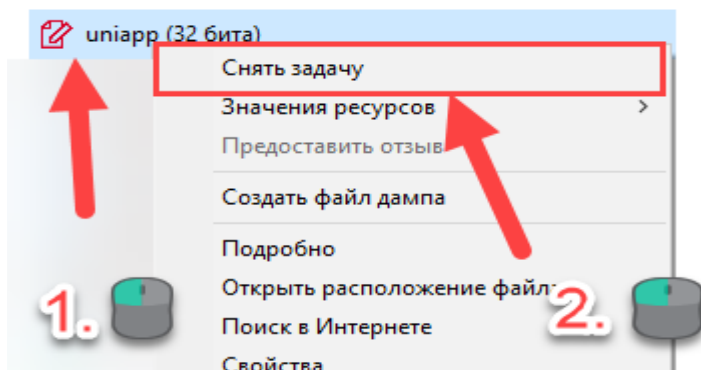 uniapp (32 бита)
Снять задачу
Значения ресурсов
Предоставить отзыв
Создать файл дампа
Подробно
Открыть расположение файла
Поиск в Интернете
Свойства
1.
2.